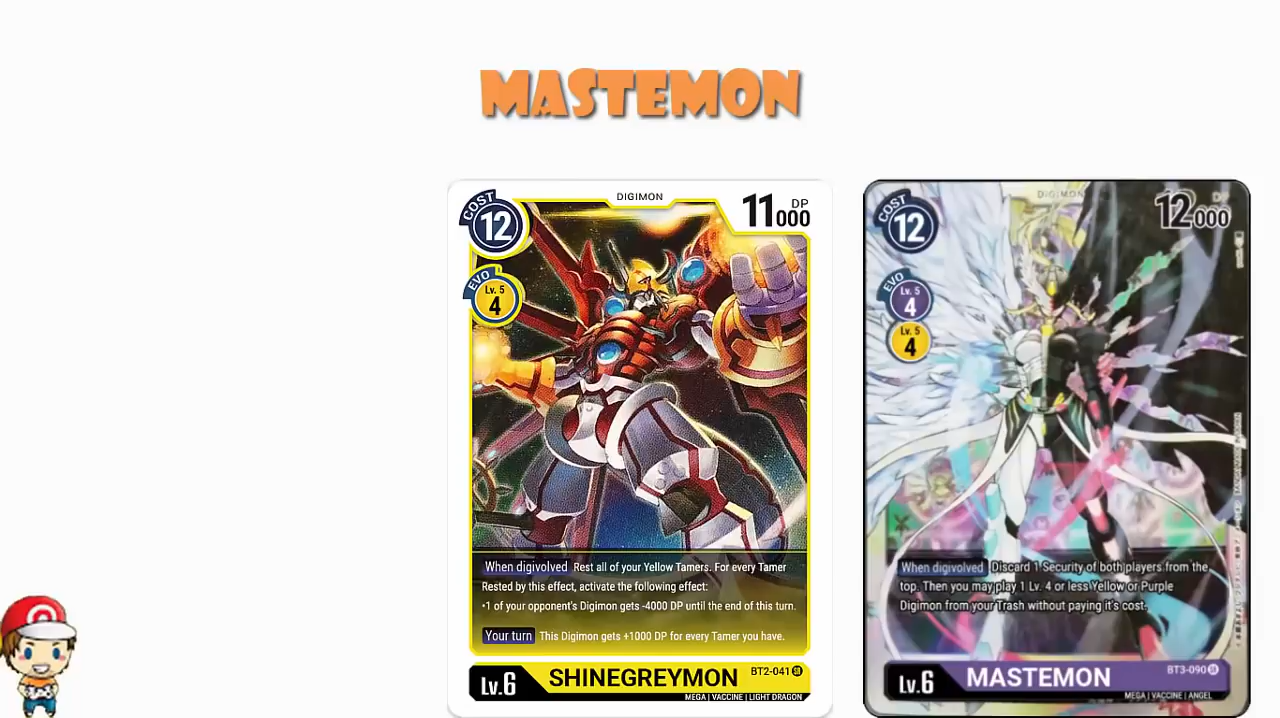 MASTEMON
DIGIMON
COST
12
11000
DP
EVO
Lv. 5
4
When digivolved Rest all of your Yellow Tamers. For every Tamer
Rested by this effect, activate the following effect:
•1 of your opponent's Digimon gets -4000 DP until the end of this turn.
Your turn This Digimon gets +1000 DP for every Tamer you have.
Lv.6
SHINEGREYMON
BT2-041 SR
MEGA | VACCINE | LIGHT DRAGON
DIGIMON
COST
12
12000
DP
EVO
Lv. 5
4
Lv. 5
4
When digivolved Discard 1 Security of both players from the
top. Then you may play 1 Lv. 4 or less Yellow or Purple
Digimon from your Trash without paying it's cost.
Lv.6
MASTEMON
BT3-090 SR
MEGA | VACCINE | ANGEL